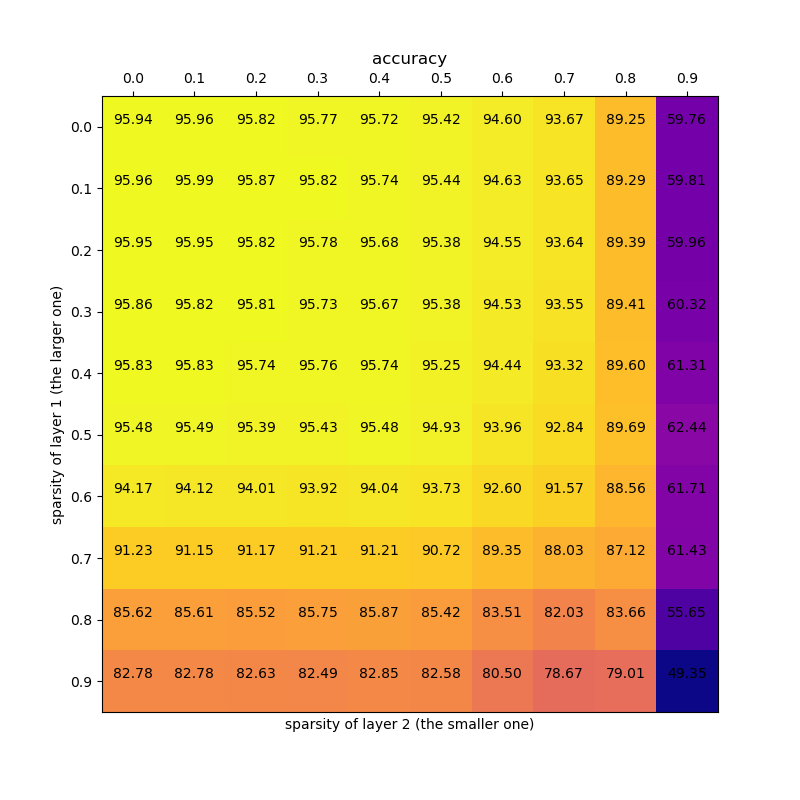 accuracy
0.0 0.1 0.2 0.3 0.4 0.5 0.6 0.7 0.8 0.9
0.0 95.94 95.96 95.82 95.77 95.72 95.42 94.60 93.67 89.25 59.76
0.1 95.96 95.99 95.87 95.82 95.74 95.44 94.63 93.65 89.29 59.81
0.2 95.95 95.95 95.82 95.78 95.68 95.38 94.55 93.64 89.39 59.96
0.3 95.86 95.82 95.81 95.73 95.67 95.38 94.53 93.55 89.41 60.32
0.4 95.83 95.83 95.74 95.76 95.74 95.25 94.44 93.32 89.60 61.31
0.5 95.48 95.49 95.39 95.43 95.48 94.93 93.96 92.84 89.69 62.44
0.6 94.17 94.12 94.01 93.92 94.04 93.73 92.60 91.57 88.56 61.71
0.7 91.23 91.15 91.17 91.21 91.21 90.72 89.35 88.03 87.12 61.43
0.8 85.62 85.61 85.52 85.75 85.87 85.42 83.51 82.03 83.66 55.65
0.9 82.78 82.78 82.63 82.49 82.85 82.58 80.50 78.67 79.01 49.35
sparsity of layer 1 (the larger one)
sparsity of layer 2 (the smaller one)